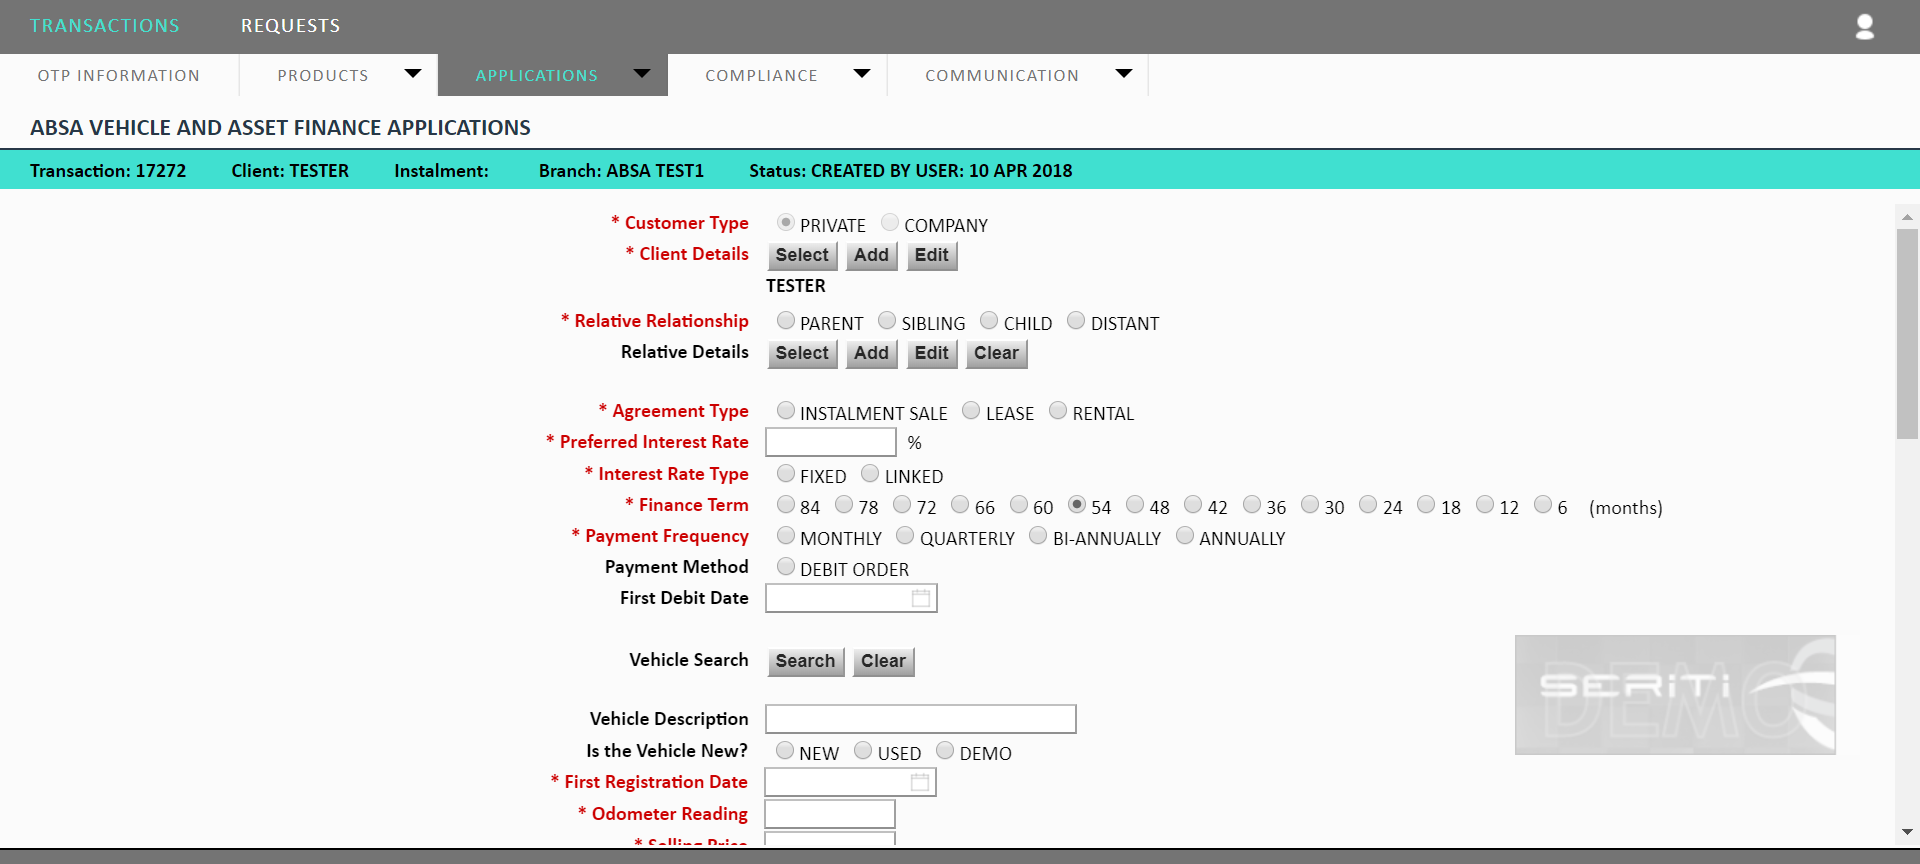 TRANSACTIONS REQUESTS
OTP INFORMATION PRODUCTS APPLICATIONS COMPLIANCE COMMUNICATION
ABSA VEHICLE AND ASSET FINANCE APPLICATIONS
Transaction: 17272 Client: TESTER Instalment: Branch: ABSA TEST1 Status: CREATED BY USER: 10 APR 2018
* Customer Type PRIVATE COMPANY
* Client Details Select Add Edit
TESTER
* Relative Relationship PARENT SIBLING CHILD DISTANT
Relative Details Select Add Edit Clear
* Agreement Type INSTALMENT SALE LEASE RENTAL
* Preferred Interest Rate %
* Interest Rate Type FIXED LINKED
* Finance Term 84 78 72 66 60 54 48 42 36 30 24 18 12 6 (months)
* Payment Frequency MONTHLY QUARTERLY BI-ANNUALLY ANNUALLY
Payment Method DEBIT ORDER
First Debit Date
Vehicle Search Search Clear
SERiTi
DEMO
Vehicle Description
Is the Vehicle New? NEW USED DEMO
* First Registration Date
* Odometer Reading
* Selling Price